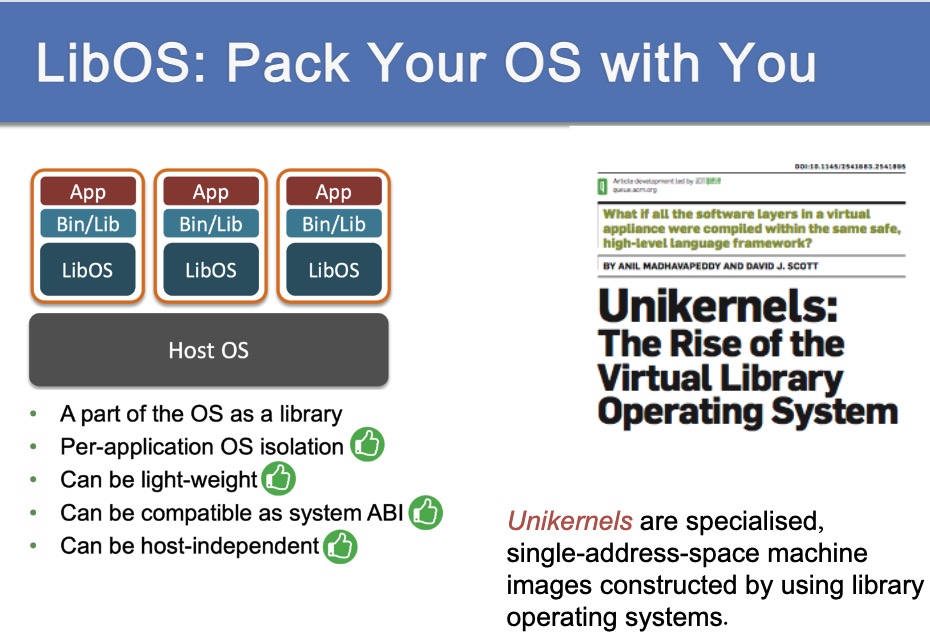 LibOS: Pack Your OS with You
App
Bin/Lib
LibOS
App
Bin/Lib
LibOS
App
Bin/Lib
LibOS
Host OS
• A part of the OS as a library
• Per-application OS isolation
• Can be light-weight
• Can be compatible as system ABI
• Can be host-independent
DOI:10.1145/2541883.2541895
Article development led by
queue.acm.org
What if all the software layers in a virtual
appliance were compiled within the same safe,
high-level language framework?
BY ANIL MADHAVAPEDDY AND DAVID J. SCOTT
Unikernels:
The Rise of the
Virtual Library
Operating System
Unikernels are specialised,
single-address-space machine
images constructed by using library
operating systems.